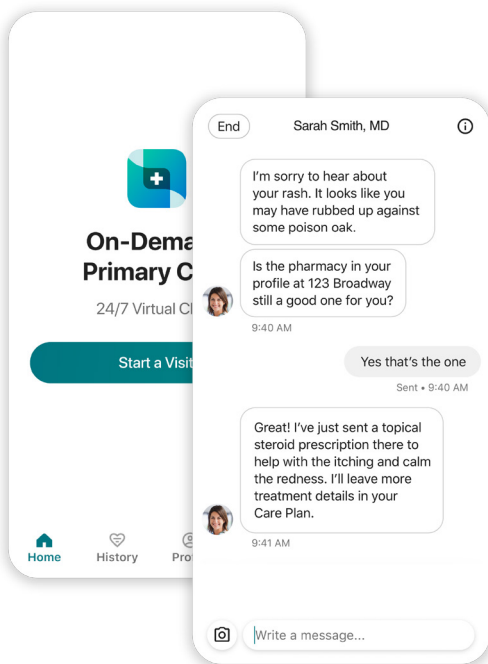 On-Dema
Primary C
24/7 Virtual Cl
Start a Visit
Home
History
Pro
End
Sarah Smith, MD
I'm sorry to hear about
your rash. It looks like you
may have rubbed up against
some poison oak.
Is the pharmacy in your
profile at 123 Broadway
still a good one for you?
9:40 AM
Yes that's the one
Sent • 9:40 AM
Great! I've just sent a topical
steroid prescription there to
help with the itching and calm
the redness. I'll leave more
treatment details in your
Care Plan.
9:41 AM
Write a message...